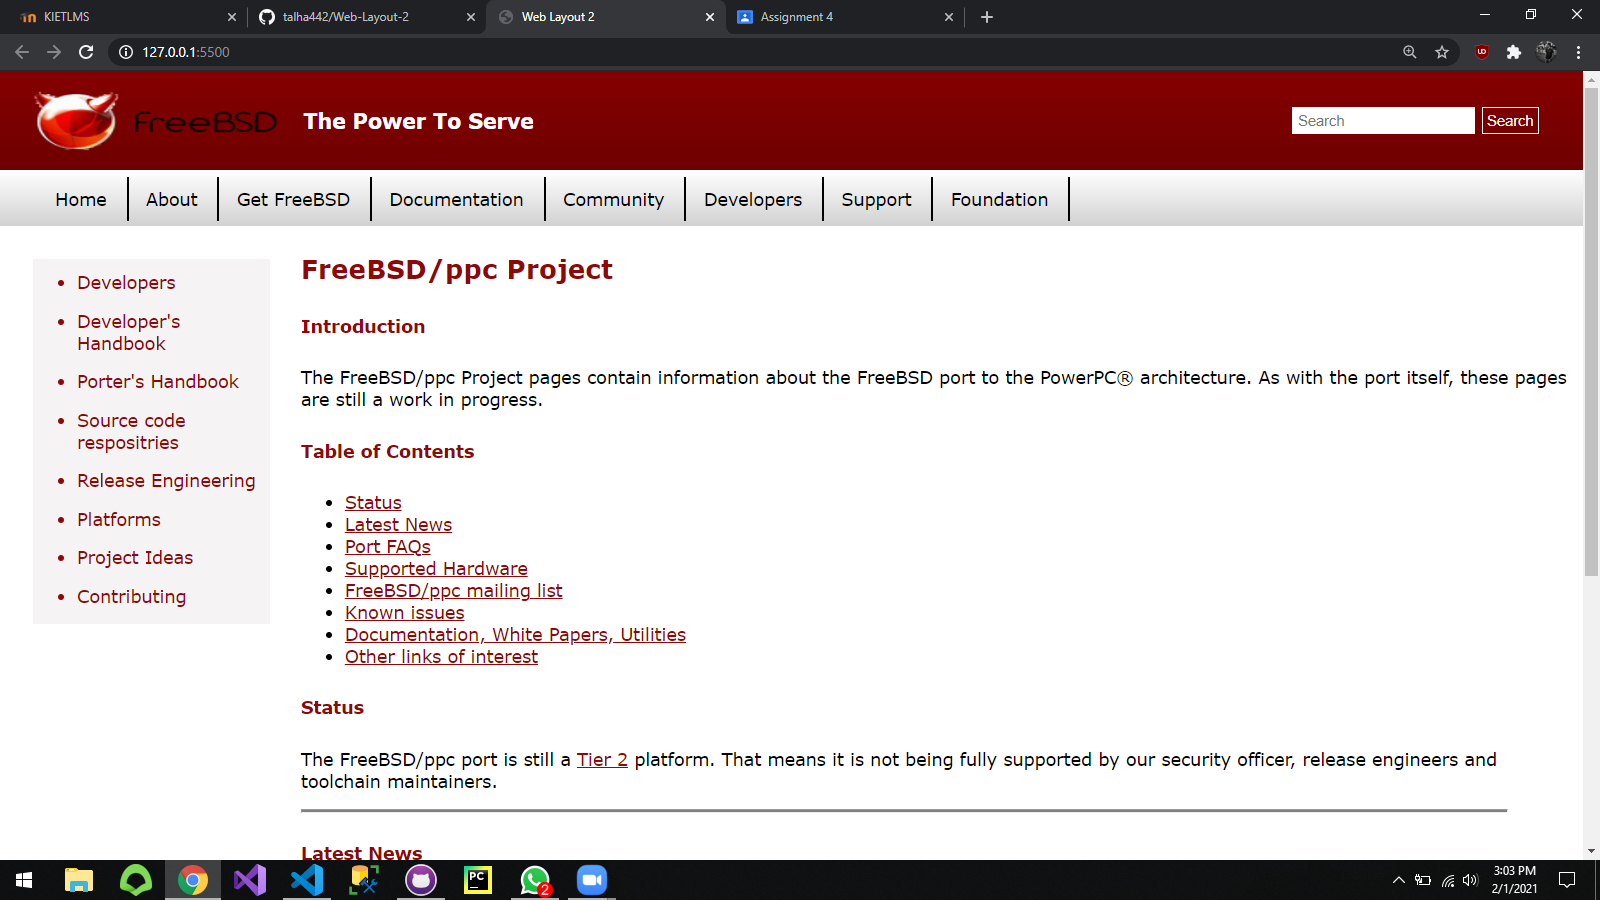 KIETLMS
talha442/Web-Layout-2
Web Layout 2
Assignment 4
127.0.0.1:5500
FreeBSD
The Power To Serve
Search
Search
Home
About
Get FreeBSD
Documentation
Community
Developers
Support
Foundation
Developers
Developer's
Handbook
Porter's Handbook
Source code
respositries
Release Engineering
Platforms
Project Ideas
Contributing
FreeBSD/ppc Project
Introduction
The FreeBSD/ppc Project pages contain information about the FreeBSD port to the PowerPC® architecture. As with the port itself, these pages
are still a work in progress.
Table of Contents
Status
Latest News
Port FAQs
Supported Hardware
FreeBSD/ppc mailing list
Known issues
Documentation, White Papers, Utilities
Other links of interest
Status
The FreeBSD/ppc port is still a Tier 2 platform. That means it is not being fully supported by our security officer, release engineers and
toolchain maintainers.
Latest News
PC
2
3:03 PM
2/1/2021